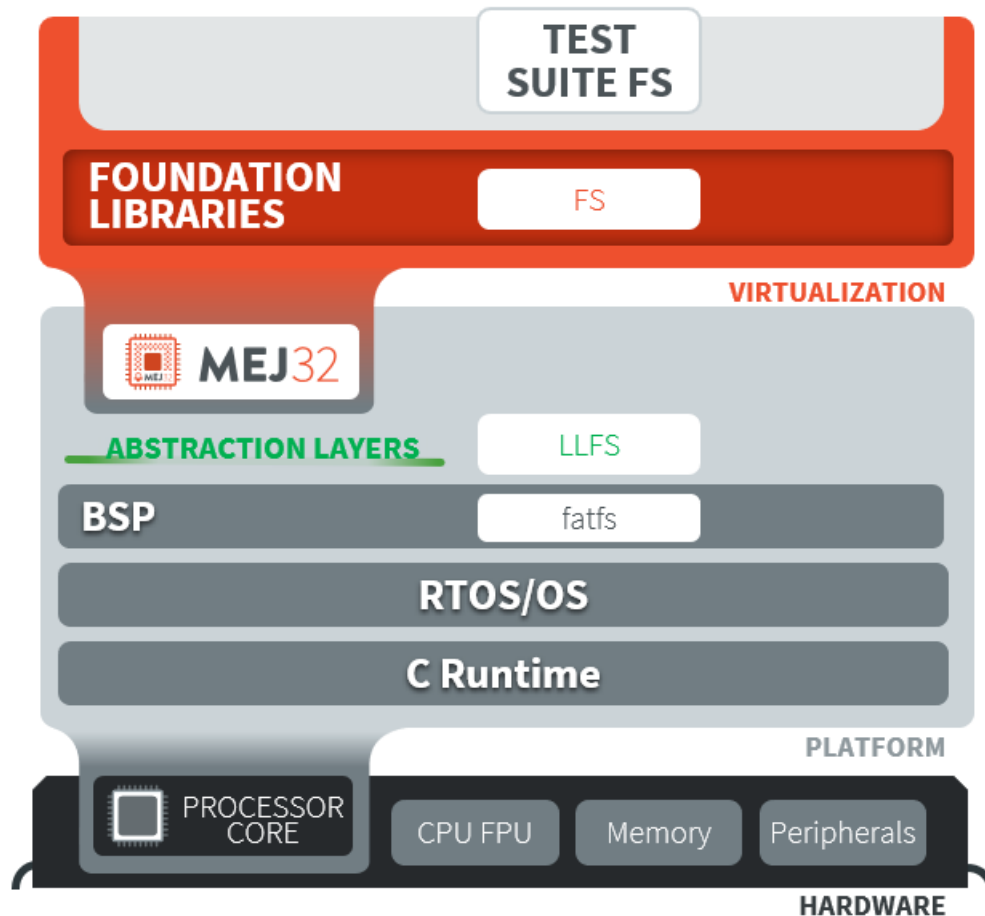 TEST
SUITE FS
FOUNDATION
LIBRARIES
FS
VIRTUALIZATION
MEJ32
MEJ32
ABSTRACTION LAYERS
LLFS
BSP
fatfs
RTOS/OS
C Runtime
PLATFORM
PROCESSOR
CORE
CPU FPU
Memory
Peripherals
HARDWARE